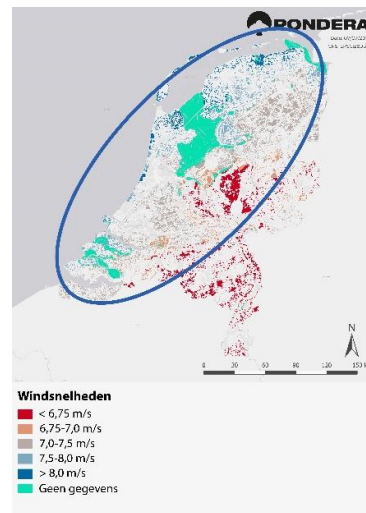 PONDERA
N
0 30 60 90 120 150
Windsnelheden
< 6,75 m/s
6,75-7,0 m/s
7,0-7,5 m/s
7,5-8,0 m/s
> 8,0 m/s
Geen gegevens